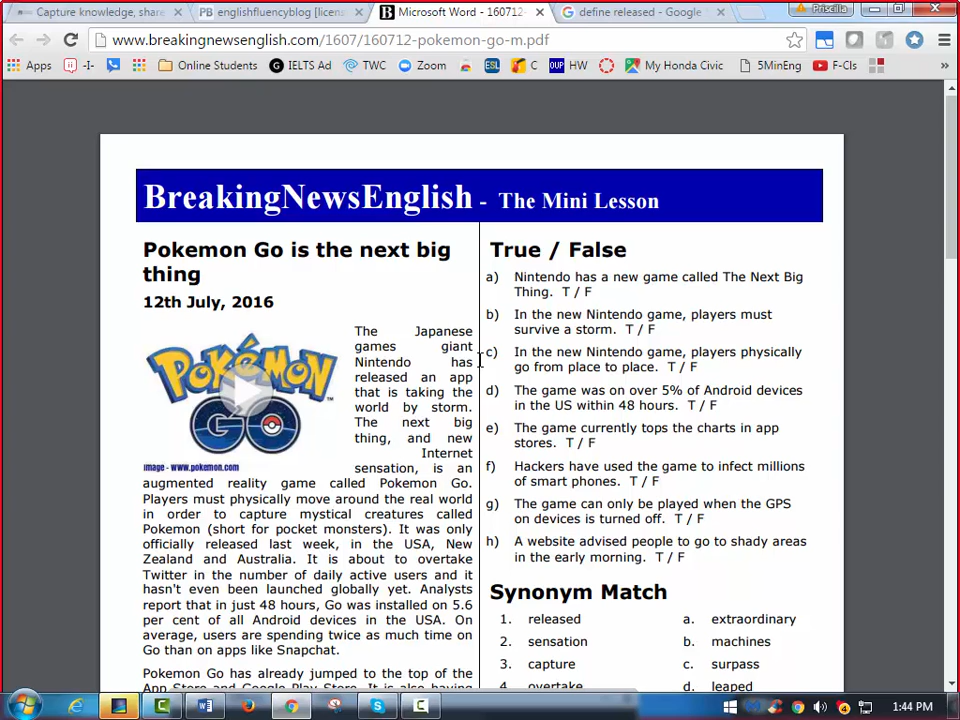 Capture knowledge, share
englishfluencyblog [licens
Microsoft Word - 160712-
define released - Google
Priscilla
www.breakingnewsenglish.com/1607/160712-pokemon-go-m.pdf
Apps
-I-
Online Students
IELTS Ad
TWC
Zoom
ESL
C
OUP
HW
My Honda Civic
5MinEng
F-Cls
»
BreakingNewsEnglish - The Mini Lesson
Pokemon Go is the next big
thing
12th July, 2016
POKÉMON
GO
Image - www.pokemon.com
The Japanese
games giant
Nintendo has
released an app
that is taking the
world by storm.
The next big
thing, and new
Internet
sensation, is an
augmented reality game called Pokemon Go.
Players must physically move around the real world
in order to capture mystical creatures called
Pokemon (short for pocket monsters). It was only
officially released last week, in the USA, New
Zealand and Australia. It is about to overtake
Twitter in the number of daily active users and it
hasn't even been launched globally yet. Analysts
report that in just 48 hours, Go was installed on 5.6
per cent of all Android devices in the USA. On
average, users are spending twice as much time on
Go than on apps like Snapchat.
Pokemon Go has already jumped to the top of the
App Store and Google Play Store. It is also having
True / False
a) Nintendo has a new game called The Next Big
Thing. T / F
b) In the new Nintendo game, players must
survive a storm. T / F
c) In the new Nintendo game, players physically
go from place to place. T / F
d) The game was on over 5% of Android devices
in the US within 48 hours. T / F
e) The game currently tops the charts in app
stores. T / F
f) Hackers have used the game to infect millions
of smart phones. T / F
g) The game can only be played when the GPS
on devices is turned off. T / F
h) A website advised people to go to shady areas
in the early morning. T / F
Synonym Match
1. released a. extraordinary
2. sensation b. machines
3. capture c. surpass
4. overtake d. leaped
1:44 PM